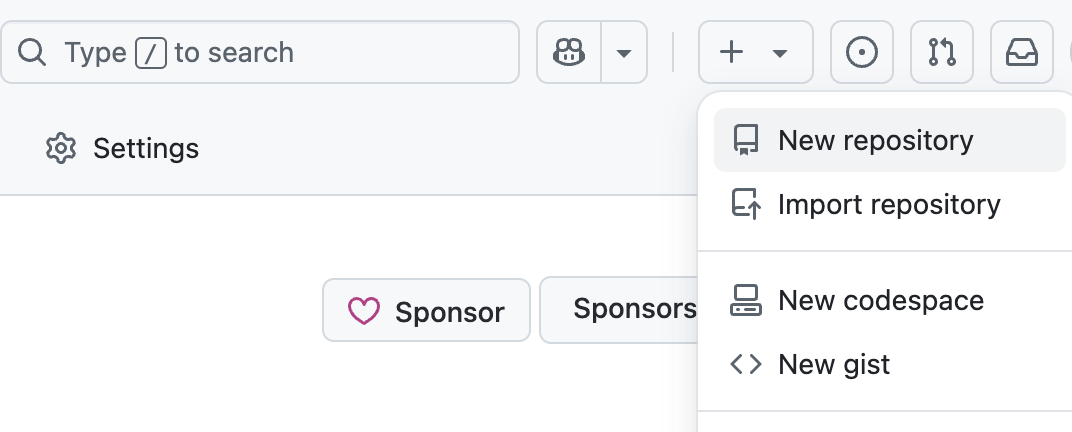 Type / to search
Settings
New repository
Import repository
Sponsor
Sponsors
New codespace
New gist